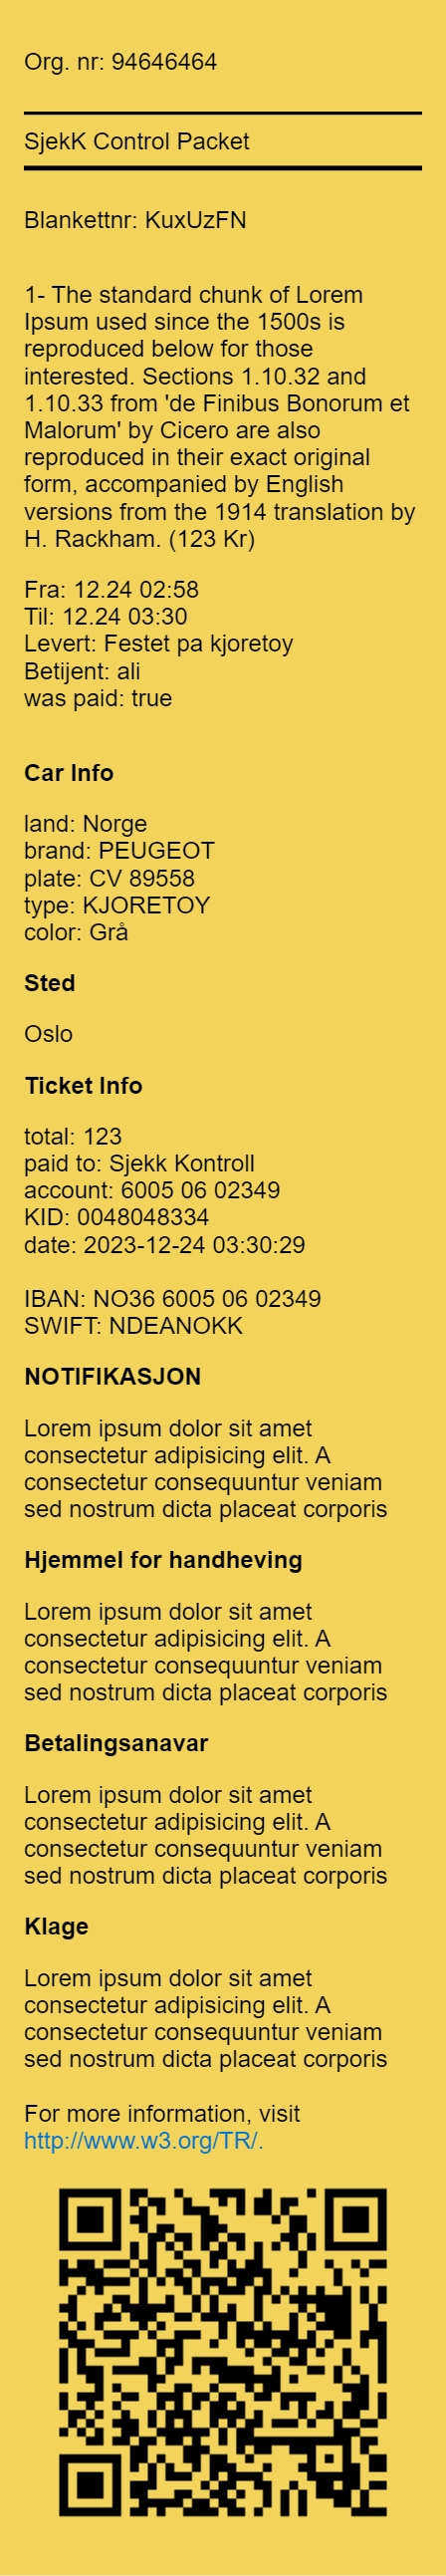 Org. nr: 94646464
SjekK Control Packet
Blankettnr: KuxUzFN
1- The standard chunk of Lorem
Ipsum used since the 1500s is
reproduced below for those
interested. Sections 1.10.32 and
1.10.33 from 'de Finibus Bonorum et
Malorum' by Cicero are also
reproduced in their exact original
form, accompanied by English
versions from the 1914 translation by
H. Rackham. (123 Kr)
Fra: 12.24 02:58
Til: 12.24 03:30
Levert: Festet pa kjoretoy
Betijent: ali
was paid: true
Car Info
land: Norge
brand: PEUGEOT
plate: CV 89558
type: KJORETOY
color: Grå
Sted
Oslo
Ticket Info
total: 123
paid to: Sjekk Kontroll
account: 6005 06 02349
KID: 0048048334
date: 2023-12-24 03:30:29
IBAN: NO36 6005 06 02349
SWIFT: NDEANOKK
NOTIFIKASJON
Lorem ipsum dolor sit amet
consectetur adipisicing elit. A
consectetur consequuntur veniam
sed nostrum dicta placeat corporis
Hjemmel for handheving
Lorem ipsum dolor sit amet
consectetur adipisicing elit. A
consectetur consequuntur veniam
sed nostrum dicta placeat corporis
Betalingsanavar
Lorem ipsum dolor sit amet
consectetur adipisicing elit. A
consectetur consequuntur veniam
sed nostrum dicta placeat corporis
Klage
Lorem ipsum dolor sit amet
consectetur adipisicing elit. A
consectetur consequuntur veniam
sed nostrum dicta placeat corporis
For more information, visit
http://www.w3.org/TR/.